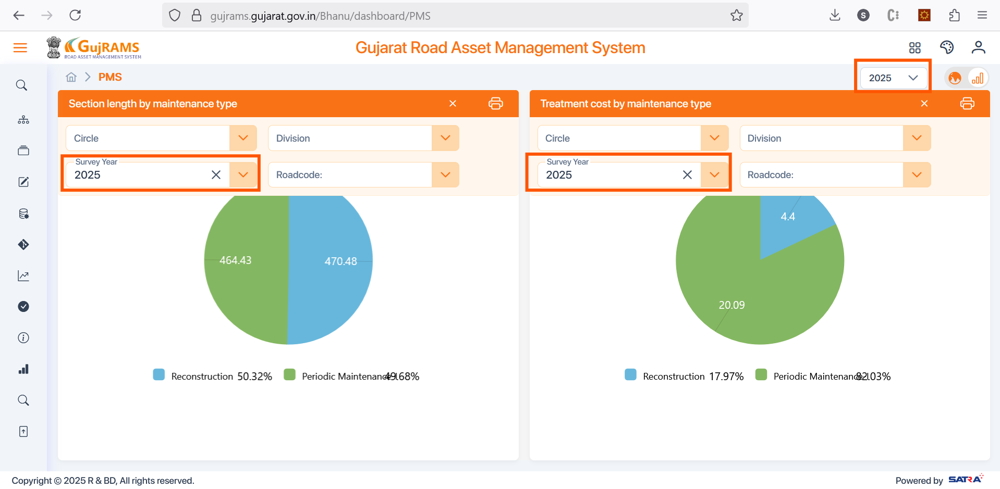 gujrams.gujarat.gov.in/Bhanu/dashboard/PMS
S
GujRAMS
ROAD ASSET MANAGEMENT SYSTEM
Gujarat Road Asset Management System
PMS
2025
Section length by maintenance type
Circle
Division
Survey Year
2025
Roadcode:
464.43
470.48
Reconstruction 50.32%
Periodic Maintenance 49.68%
Treatment cost by maintenance type
Circle
Division
Survey Year
2025
Roadcode:
4.4
20.09
Reconstruction 17.97%
Periodic Maintenance 82.03%
Copyright © 2025 R & BD, All rights reserved.
Powered by SATRA